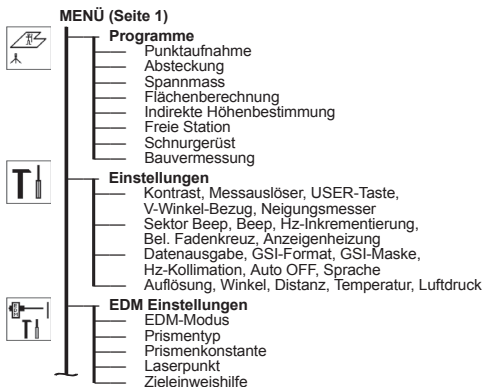 MENÜ (Seite 1)
Programme
Punktaufnahme
Absteckung
Spannmass
Flächenberechnung
Indirekte Höhenbestimmung
Freie Station
Schnurgerüst
Bauvermessung
Einstellungen
Kontrast, Messauslöser, USER-Taste,
V-Winkel-Bezug, Neigungsmesser
Sektor Beep, Beep, Hz-Inkrementierung,
Bel. Fadenkreuz, Anzeigenheizung
Datenausgabe, GSI-Format, GSI-Maske,
Hz-Kollimation, Auto OFF, Sprache
Auflösung, Winkel, Distanz, Temperatur, Luftdruck
EDM Einstellungen
EDM-Modus
Prismentyp
Prismenkonstante
Laserpunkt
Zieleinweishilfe